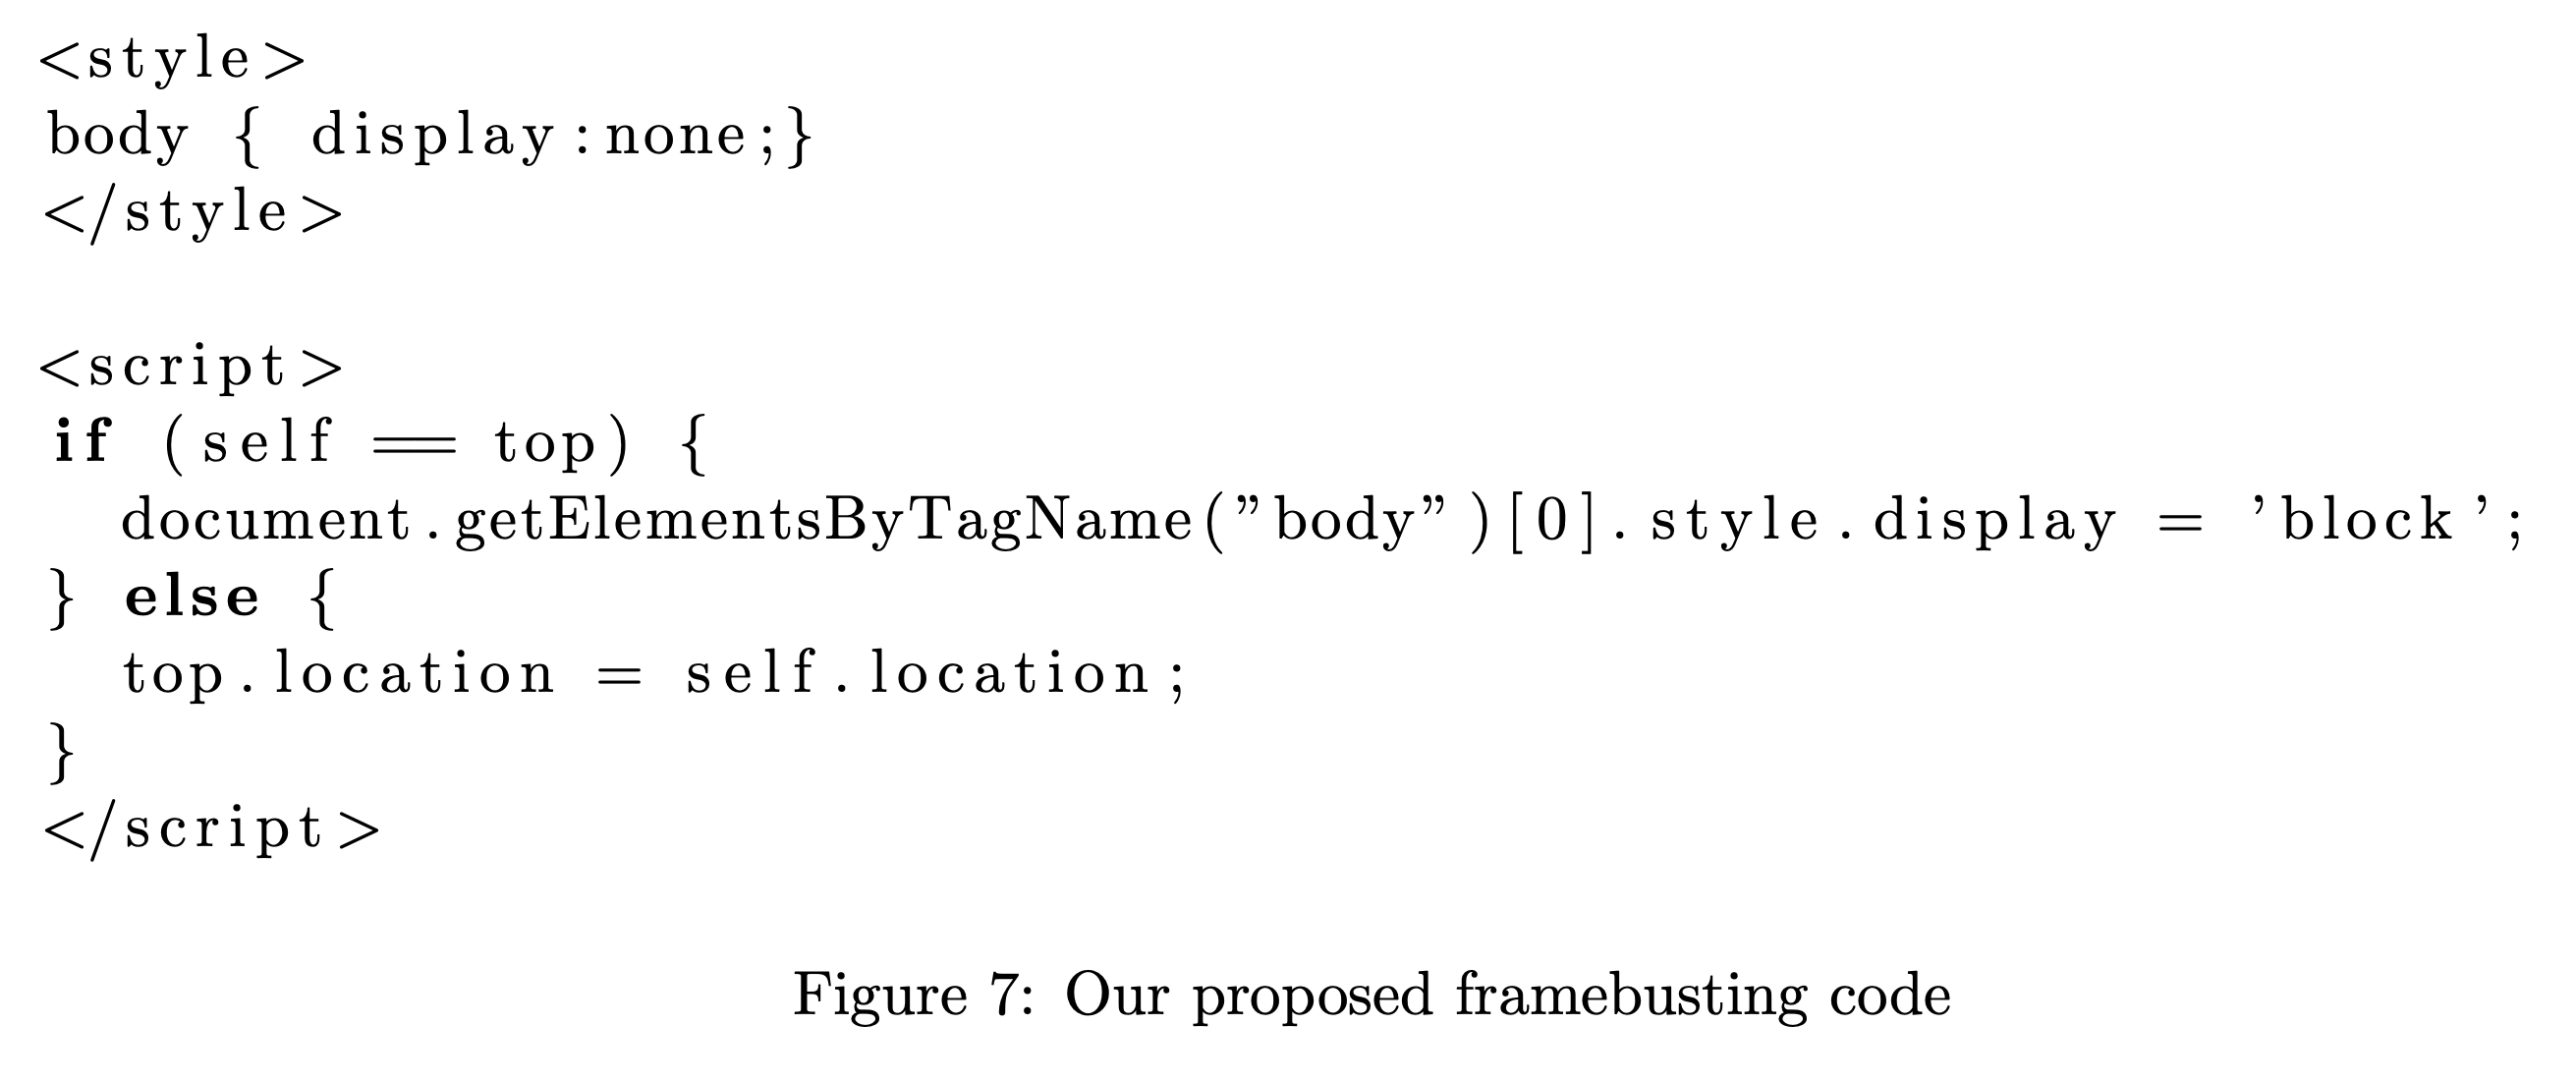 <style>
body { display:none;}
</style>
<script>
if (self == top) {
document.getElementsByTagName(”body”)[0].style.display = ’block’;
} else {
top.location = self.location;
}
</script>
Figure 7: Our proposed framebusting code